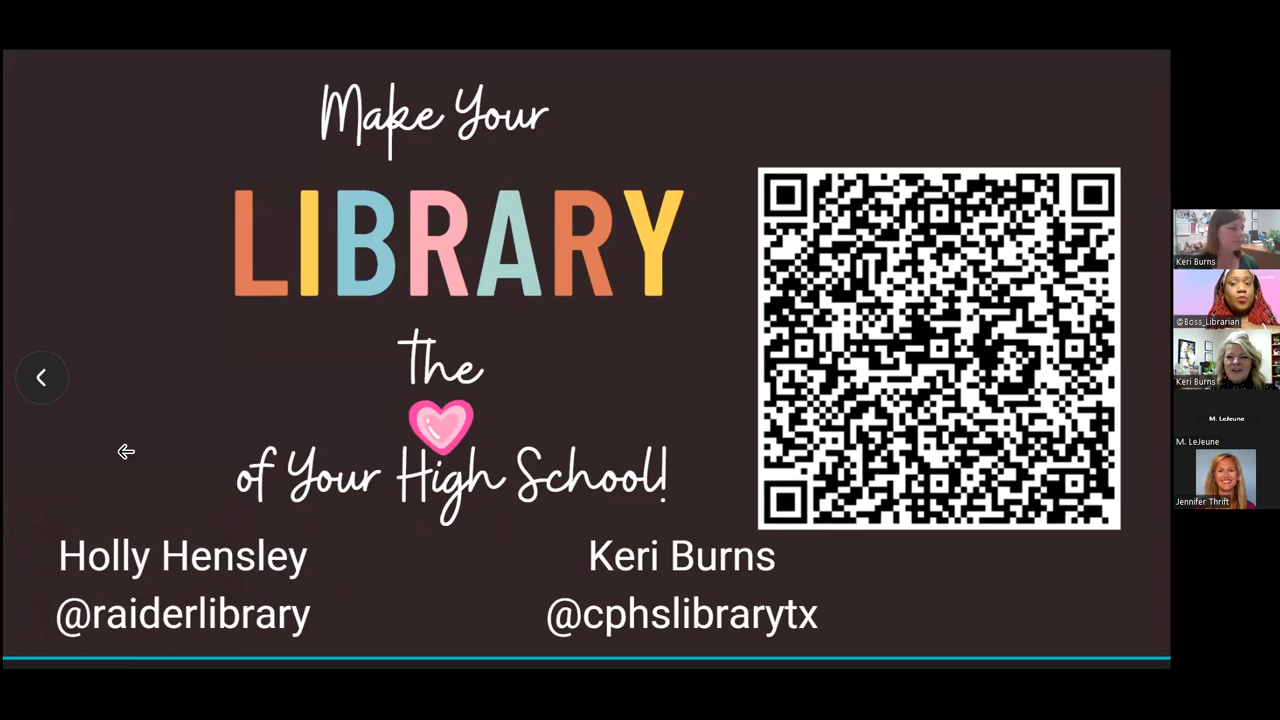 Make Your
LIBRARY
the
of Your High School!
Holly Hensley
@raiderlibrary
Keri Burns
@cphslibrarytx
Keri Burns
@Boss_Librarian
Keri Burns
M. LeJeune
M. LeJeune
Jennifer Thrift